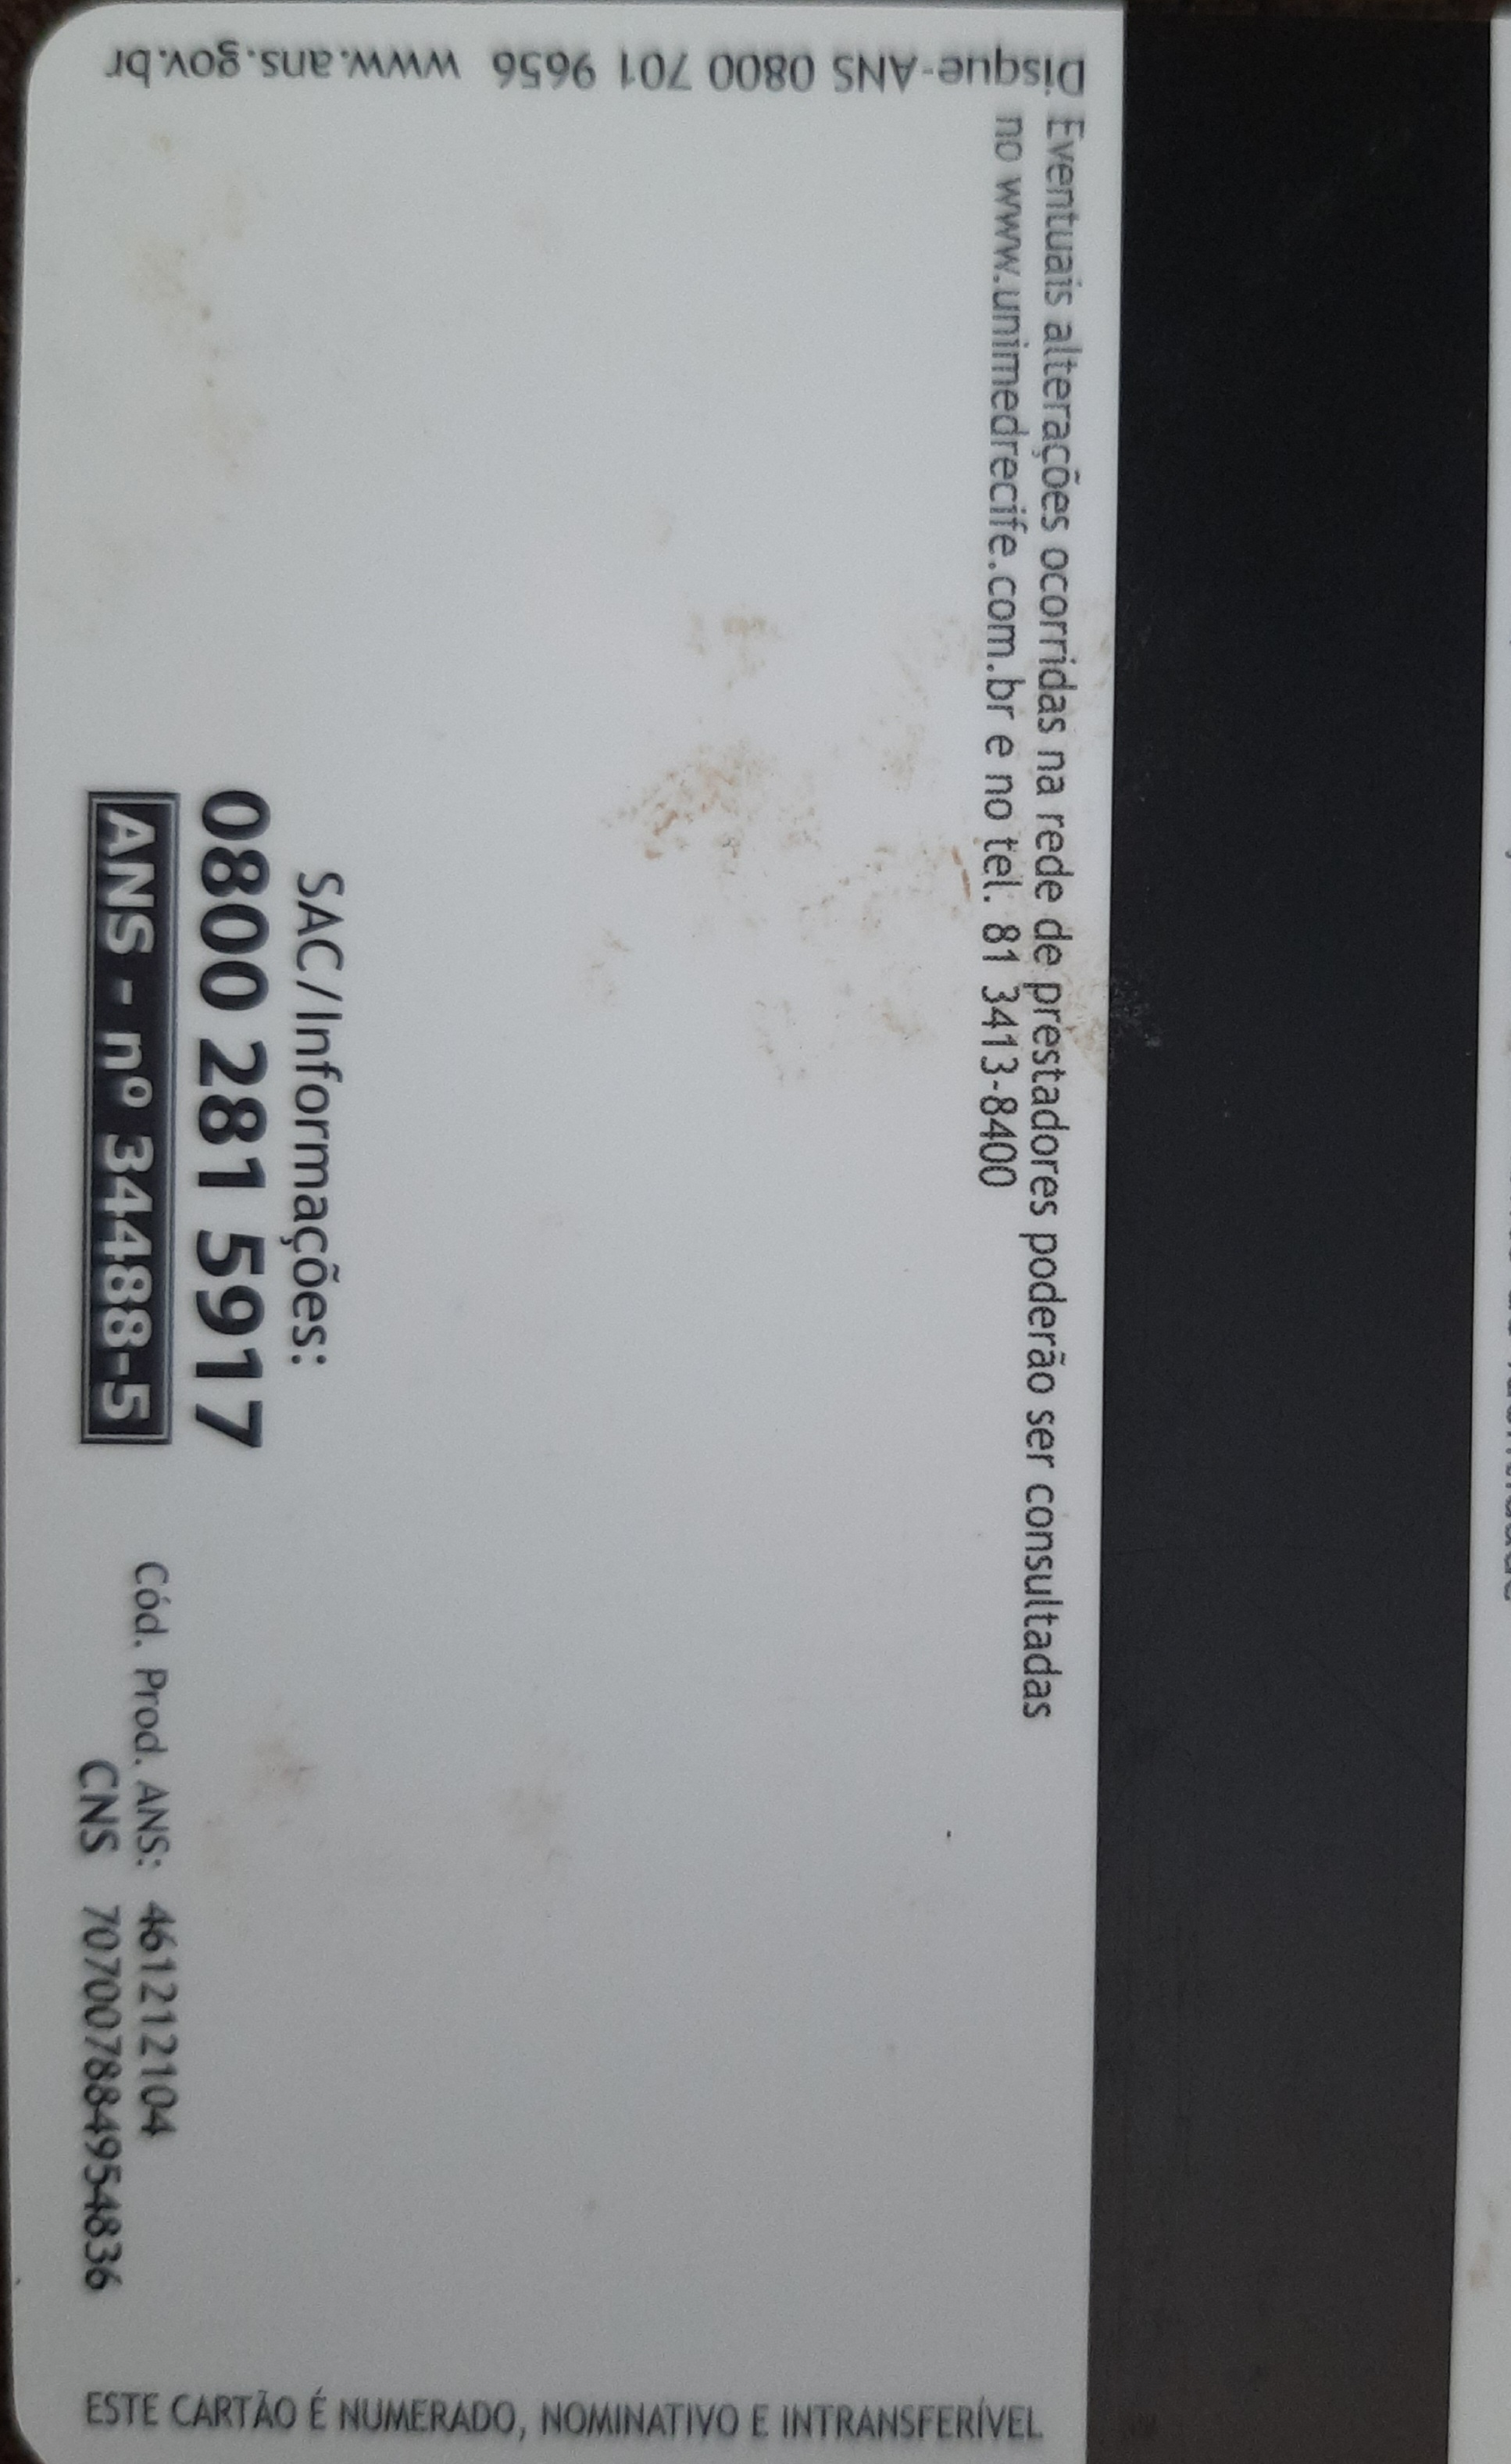 Eventuais alterações ocorridas na rede de prestadores poderão ser consultadas
no www.unimedrecife.com.br e no tel. 81 3413-8400
SAC/Informações:
0800 281 5917
ANS - nº 34488-5
Cód. Prod. ANS: 461212104
CNS 707007884954836
Disque-ANS 0800 701 9656 www.ans.gov.br
ESTE CARTÃO É NUMERADO, NOMINATIVO E INTRANSFERÍVEL